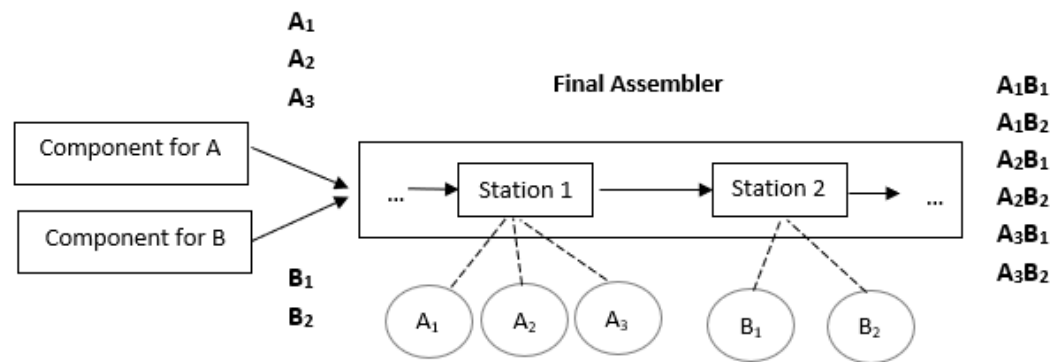 A₁
A₂
A₃
Final Assembler
Component for A
Component for B
B₁
B₂
...
Station 1
Station 2
...
A₁
A₂
A₃
B₁
B₂
A₁B₁
A₁B₂
A₂B₁
A₂B₂
A₃B₁
A₃B₂